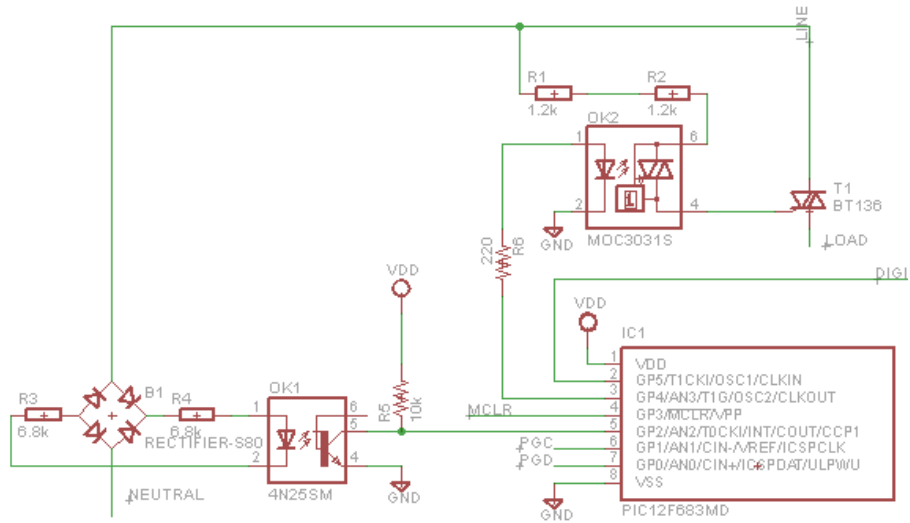 LINE
R1
1.2k
R2
1.2k
OK2
1
2
6
4
MOC3031S
GND
T1
BT136
LOAD
220
R6
VDD
DIGI
VDD
IC1
1
2
3
4
5
6
7
8
VDD
GP5/T1CKI/OSC1/CLKIN
GP4/AN3/T1G/OSC2/CLKOUT
GP3/MCLR/VPP
GP2/AN2/T0CKI/INT/COUT/CCP1
GP1/AN1/CIN-/VREF/ICSPCLK
GP0/AN0/CIN+/ICSPDAT/ULPWU
VSS
PIC12F683MD
MCLR
PGC
PGD
GND
R3
6.8k
B1
RECTIFIER-S80
R4
6.8k
OK1
1
2
6
5
4
4N25SM
R5
10k
GND
NEUTRAL